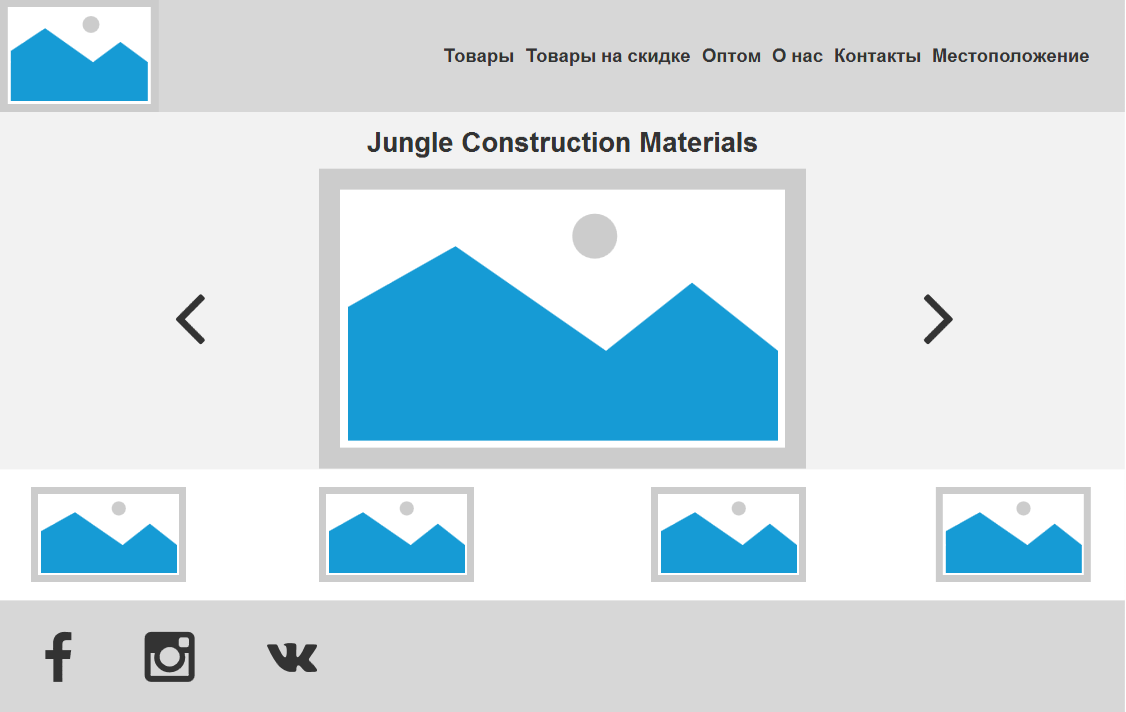 Товары Товары на скидке Оптом О нас Контакты Местоположение
Jungle Construction Materials